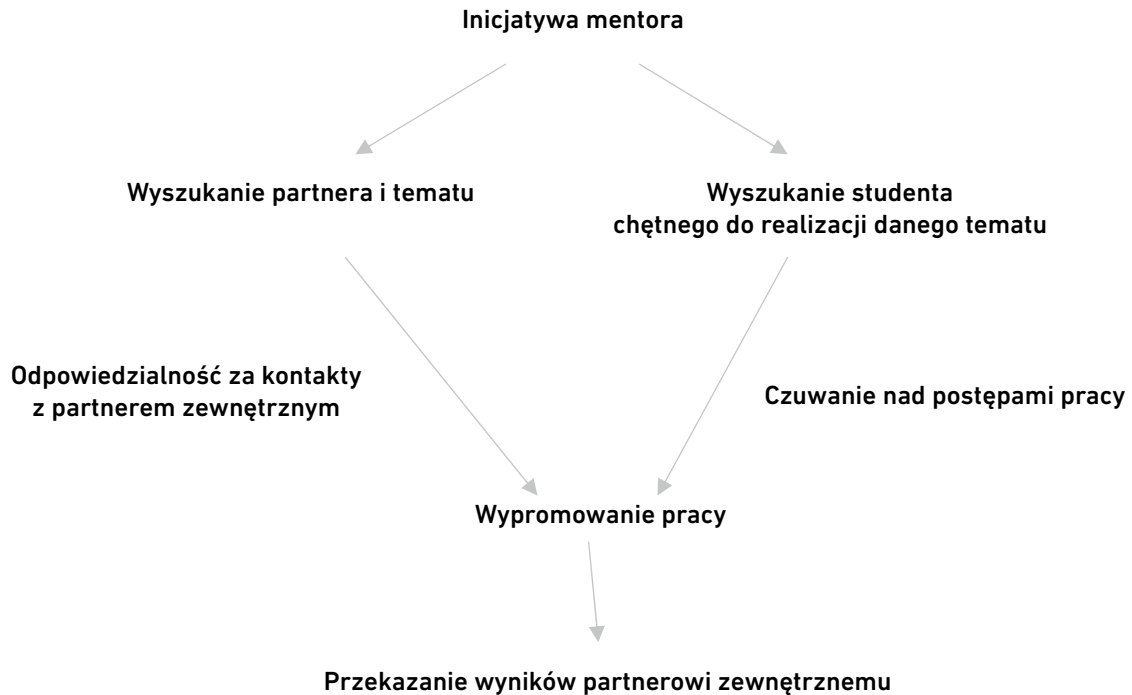 Inicjatywa mentora
Wyszukanie partnera i tematu
Wyszukanie studenta
chętnego do realizacji danego tematu
Odpowiedzialność za kontakty
z partnerem zewnętrznym
Czuwanie nad postępami pracy
Wypromowanie pracy
Przekazanie wyników partnerowi zewnętrznemu